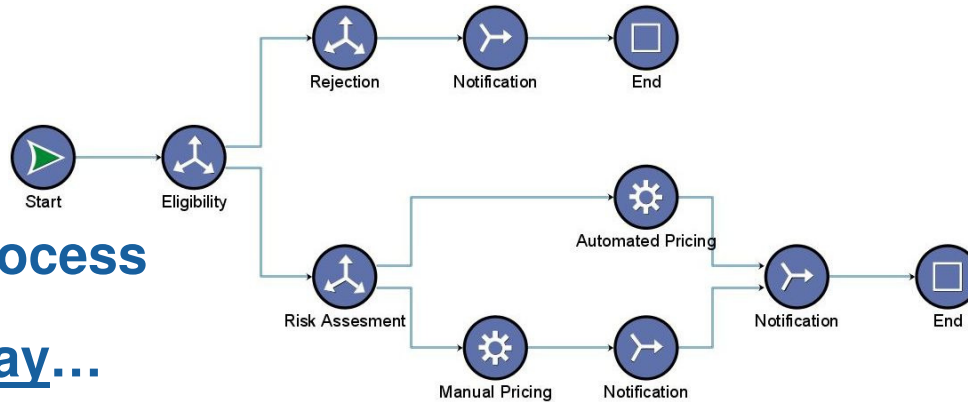 Rejection
Notification
End
Start
Eligibility
Automated Pricing
ocess
Risk Assesment
Notification
End
ay...
Manual Pricing
Notification